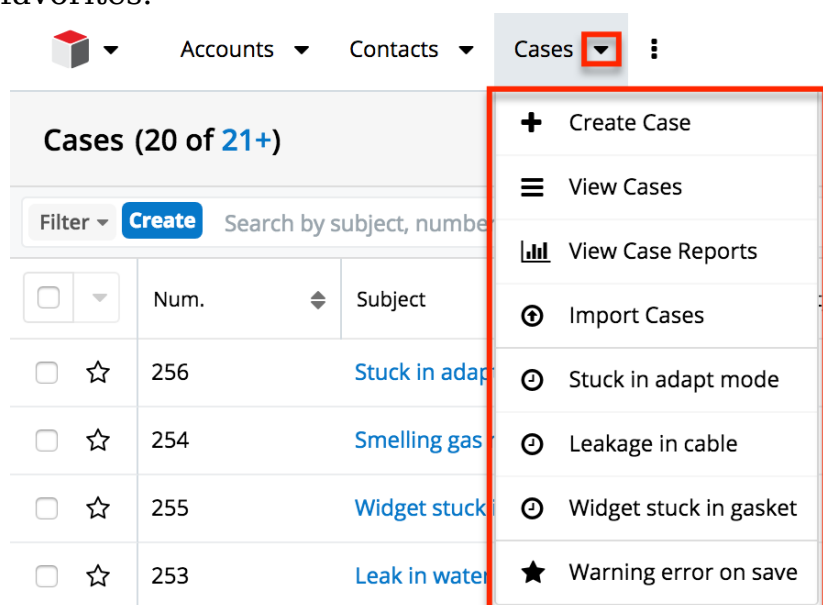 favorites.
Accounts Contacts Cases
Cases (20 of 21+)
Create Case
View Cases
Filter Create Search by subject, numbe
View Case Reports
Num. Subject
Import Cases
256 Stuck in adap
Stuck in adapt mode
254 Smelling gas
Leakage in cable
255 Widget stuck
Widget stuck in gasket
253 Leak in water
Warning error on save